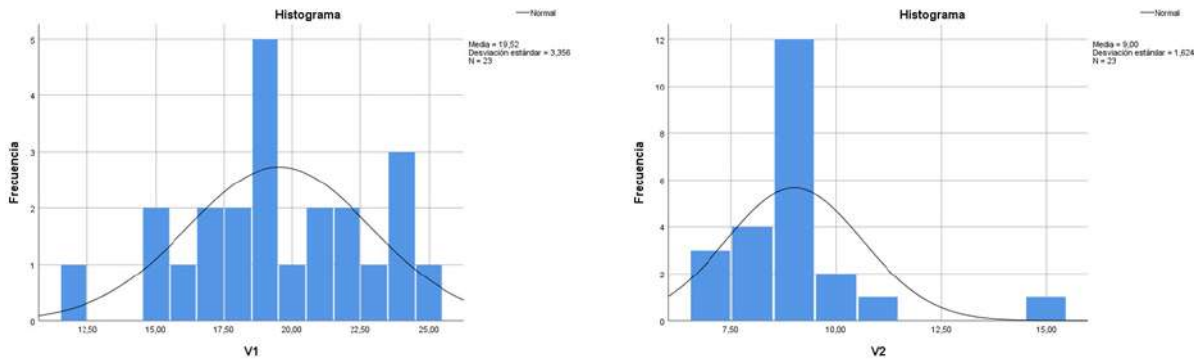 Histograma
Normal
Media = 19,52
Desviación estándar = 3,356
N = 23
5
4
3
2
1
0
Frecuencia
12,50 15,00 17,50 20,00 22,50 25,00
V1
Histograma
Normal
Media = 9,00
Desviación estándar = 1,624
N = 23
12
10
8
6
4
2
0
Frecuencia
7,50 10,00 12,50 15,00
V2